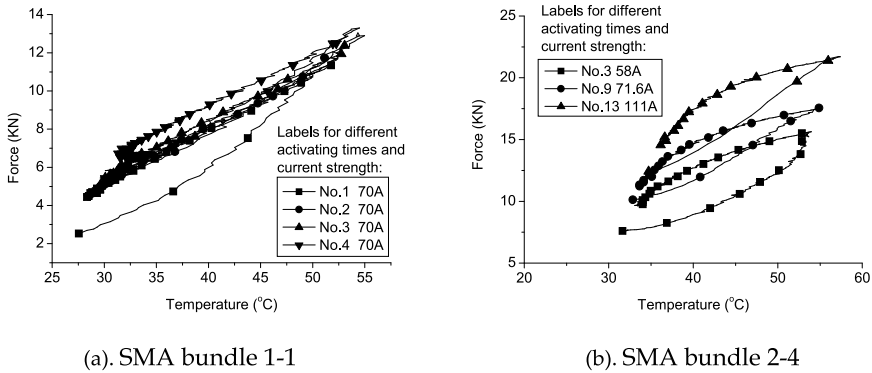 14
12
10
8
6
4
2
Force (KN)
25 30 35 40 45 50 55
Temperature (°C)
Labels for different
activating times and
current strength:
No.1 70A
No.2 70A
No.3 70A
No.4 70A
(a). SMA bundle 1-1
25
20
15
10
5
Force (KN)
30 40 50 60
Temperature (°C)
Labels for different
activating times and
current strength:
No.3 58A
No.9 71.6A
No.13 111A
(b). SMA bundle 2-4